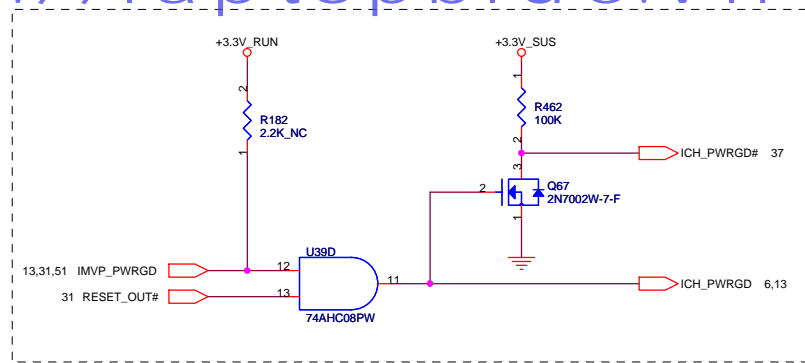 +3.3V_RUN
+3.3V_SUS
2
R182
2.2K_NC
1
1
R462
100K
2
ICH_PWRGD# 37
3
2
Q67
2N7002W-7-F
1
U39D
13,31,51 IMVP_PWRGD
12
31 RESET_OUT#
13
11
ICH_PWRGD 6,13
74AHC08PW